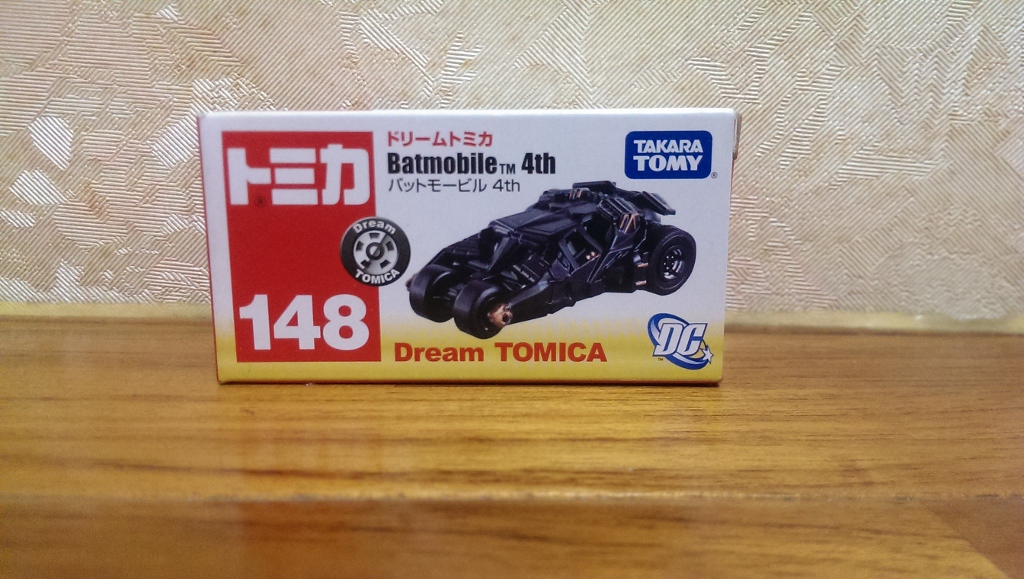 トミカ
®
148
Dream
TOMICA
ドリームトミカ
Batmobile™ 4th
バットモービル 4th
TAKARA
TOMY®
Dream TOMICA
DC™